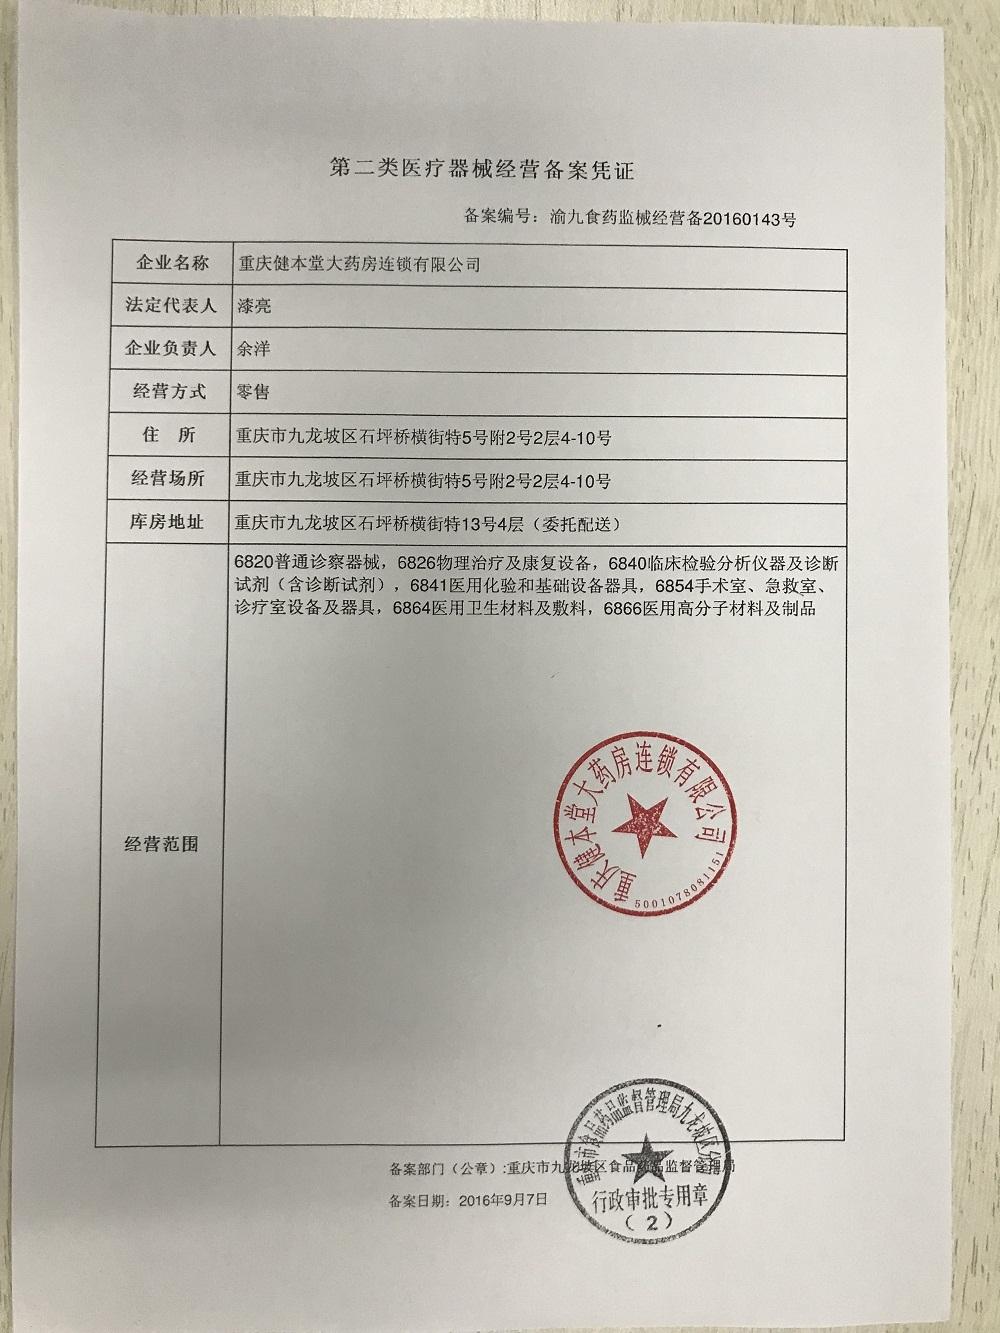 第二类医疗器械经营备案凭证
备案编号：渝九食药监械经营备20160143号
企业名称 重庆健本堂大药房连锁有限公司
法定代表人 漆亮
企业负责人 余洋
经营方式 零售
住 所 重庆市九龙坡区石坪桥横街特5号附2号2层4-10号
经营场所 重庆市九龙坡区石坪桥横街特5号附2号2层4-10号
库房地址 重庆市九龙坡区石坪桥横街特13号4层（委托配送）
经营范围
6820普通诊察器械，6826物理治疗及康复设备，6840临床检验分析仪器及诊断
试剂（含诊断试剂），6841医用化验和基础设备器具，6854手术室、急救室、
诊疗室设备及器具，6864医用卫生材料及敷料，6866医用高分子材料及制品
重庆健本堂大药房连锁有限公司
5001078081151
重庆市食品药品监督管理局九龙坡区分局
备案部门（公章）:重庆市九龙坡区食品药品监督管理局
备案日期：2016年9月7日
行政审批专用章
（2）